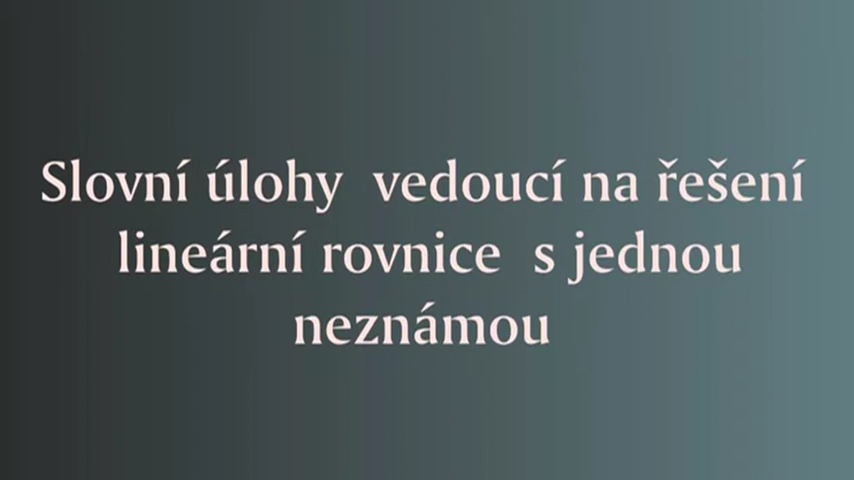 Slovní úlohy  vedoucí na řešení
lineární rovnice  s jednou
neznámou